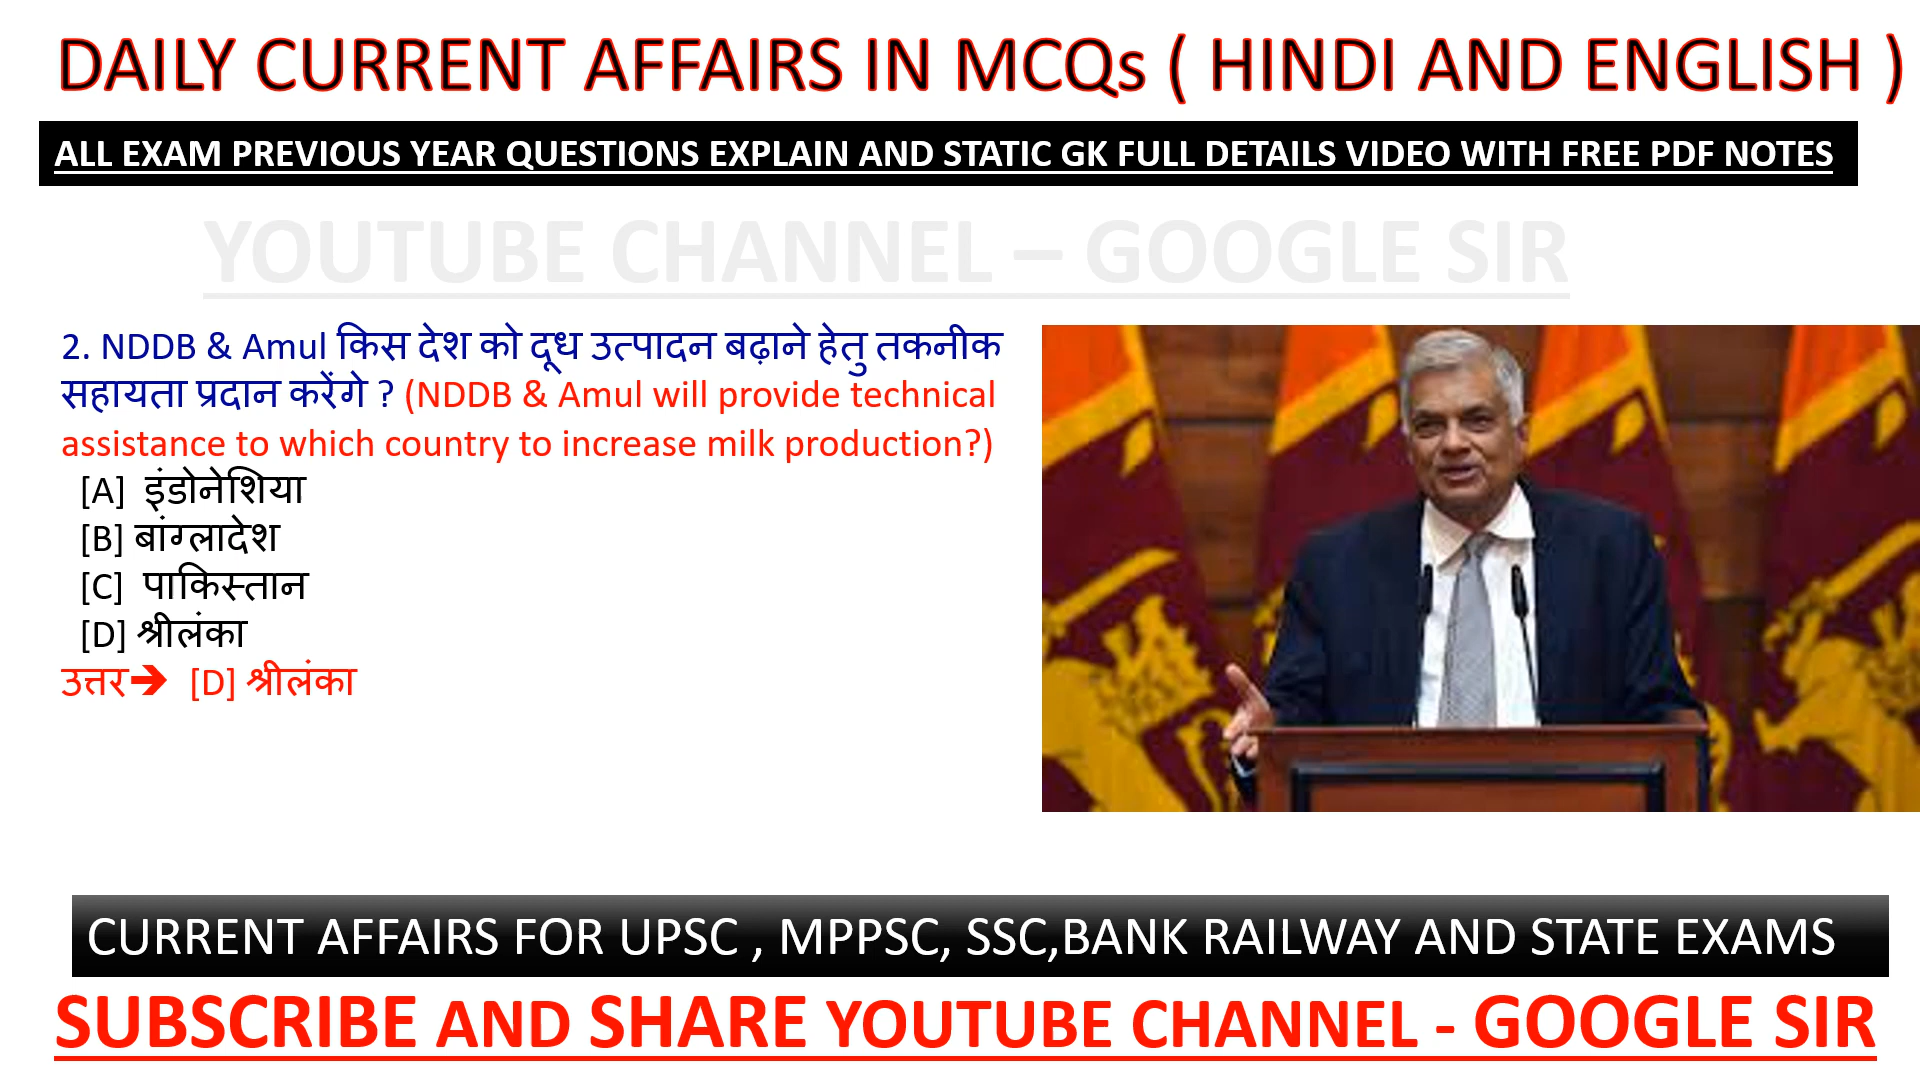 DAILY CURRENT AFFAIRS IN MCQs ( HINDI AND ENGLISH )
ALL EXAM PREVIOUS YEAR QUESTIONS EXPLAIN AND STATIC GK FULL DETAILS VIDEO WITH FREE PDF NOTES
YOUTUBE CHANNEL – GOOGLE SIR
2. NDDB & Amul किस देश को दूध उत्पादन बढ़ाने हेतु तकनीक
सहायता प्रदान करेंगे ? (NDDB & Amul will provide technical
assistance to which country to increase milk production?)
[A] इंडोनेशिया
[B] बांग्लादेश
[C] पाकिस्तान
[D] श्रीलंका
उत्तर🡺 [D] श्रीलंका
CURRENT AFFAIRS FOR UPSC , MPPSC, SSC,BANK RAILWAY AND STATE EXAMS
SUBSCRIBE AND SHARE YOUTUBE CHANNEL - GOOGLE SIR